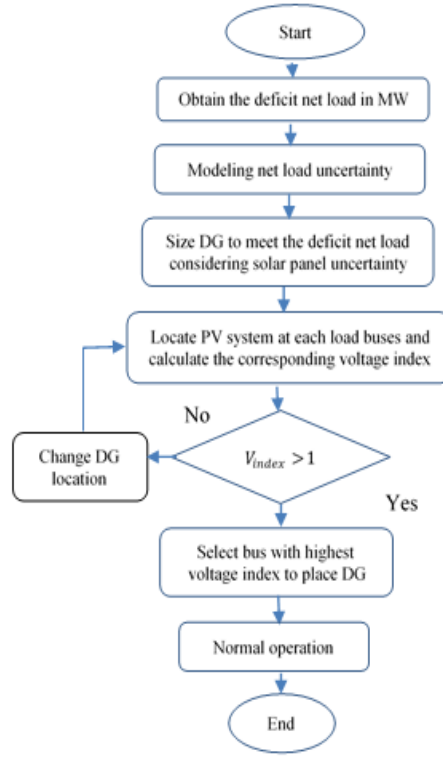 Start
Obtain the deficit net load in MW
Modeling net load uncertainty
Size DG to meet the deficit net load
considering solar panel uncertainty
Locate PV system at each load buses and
calculate the corresponding voltage index
No
Change DG
location
V_index > 1
Yes
Select bus with highest
voltage index to place DG
Normal operation
End